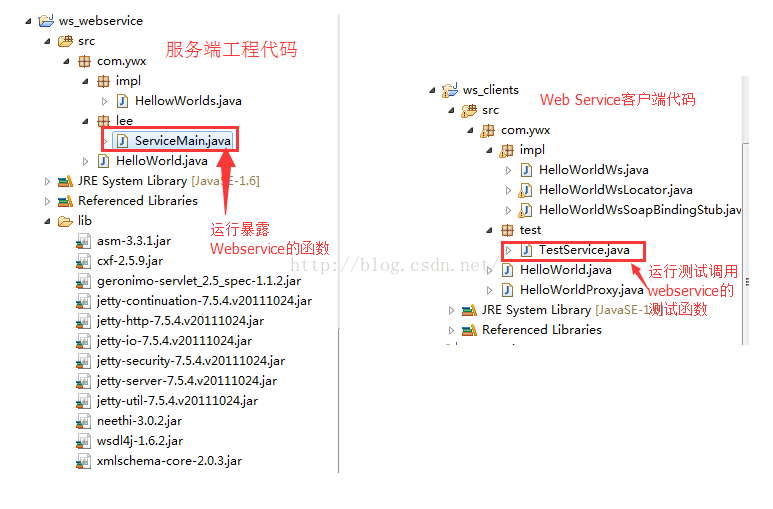 ws_webservice
src
服务端工程代码
com.ywx
impl
HellowWorlds.java
lee
ServiceMain.java
HelloWorld.java
JRE System Library [JavaSE-1.6]
Referenced Libraries
lib
运行暴露
Webservice的函数
asm-3.3.1.jar
cxf-2.5.9.jar
geronimo-servlet_2.5_spec-1.1.2.jar
jetty-continuation-7.5.4.v20111024.jar
jetty-http-7.5.4.v20111024.jar
jetty-io-7.5.4.v20111024.jar
jetty-security-7.5.4.v20111024.jar
jetty-server-7.5.4.v20111024.jar
jetty-util-7.5.4.v20111024.jar
neethi-3.0.2.jar
wsdl4j-1.6.2.jar
xmlschema-core-2.0.3.jar
http://blog.csdn.net/
ws_clients
Web Service客户端代码
src
com.ywx
impl
HelloWorldWs.java
HelloWorldWsLocator.java
HelloWorldWsSoapBindingStub.java
test
TestService.java
HelloWorld.java
HelloWorldProxy.java
运行测试调用
webservice的
测试函数
JRE System Library [JavaSE-1
Referenced Libraries